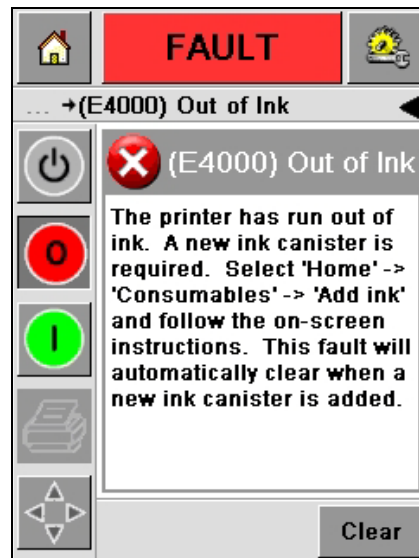 FAULT
... →(E4000) Out of Ink
(E4000) Out of Ink
The printer has run out of
ink. A new ink canister is
required. Select 'Home' ->
'Consumables' -> 'Add ink'
and follow the on-screen
instructions. This fault will
automatically clear when a
new ink canister is added.
O
I
Clear